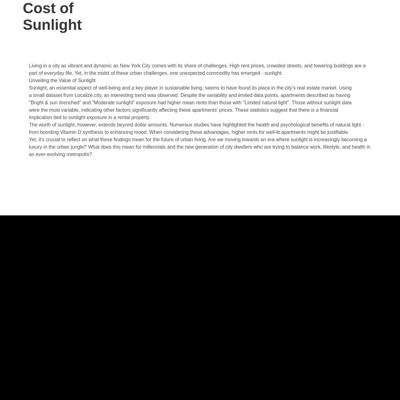 Cost of
Sunlight
Living in a city as vibrant and dynamic as New York City comes with its share of challenges. High rent prices, crowded streets, and towering buildings are a
part of everyday life. Yet, in the midst of these urban challenges, one unexpected commodity has emerged - sunlight.
Unveiling the Value of Sunlight
Sunlight, an essential aspect of well-being and a key player in sustainable living, seems to have found its place in the city's real estate market. Using
a small dataset from Localize.city, an interesting trend was observed. Despite the variability and limited data points, apartments described as having
"Bright & sun drenched" and "Moderate sunlight" exposure had higher mean rents than those with "Limited natural light". Those without sunlight data
were the most variable, indicating other factors significantly affecting these apartments' prices. These statistics suggest that there is a financial
implication tied to sunlight exposure in a rental property.
The worth of sunlight, however, extends beyond dollar amounts. Numerous studies have highlighted the health and psychological benefits of natural light -
from boosting Vitamin D synthesis to enhancing mood. When considering these advantages, higher rents for well-lit apartments might be justifiable.
Yet, it's crucial to reflect on what these findings mean for the future of urban living. Are we moving towards an era where sunlight is increasingly becoming a
luxury in the urban jungle? What does this mean for millennials and the new generation of city dwellers who are trying to balance work, lifestyle, and health in
an ever-evolving metropolis?